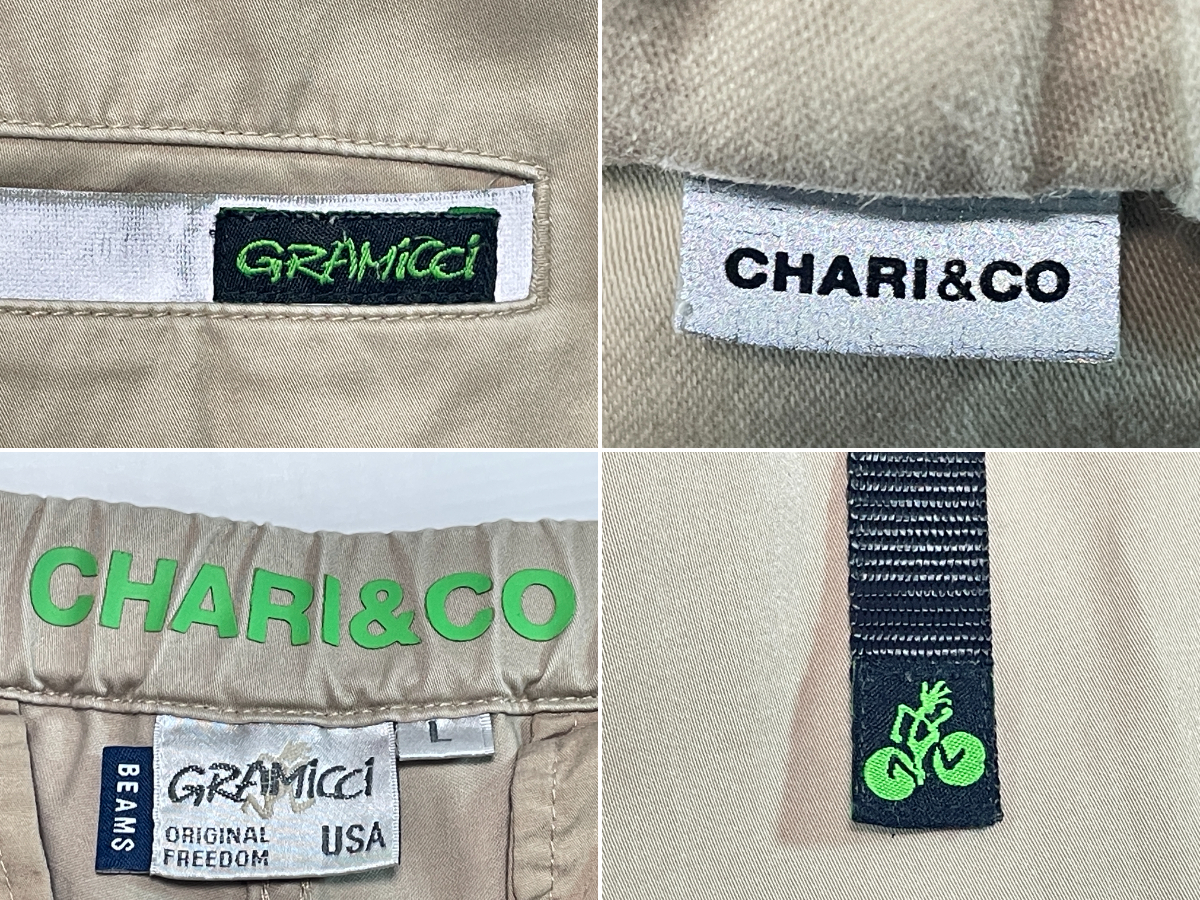 GRAMiCCi
CHARI&CO
CHARI&CO
BEAMS
GRAMiCCi
ORIGINAL
FREEDOM
USA
L